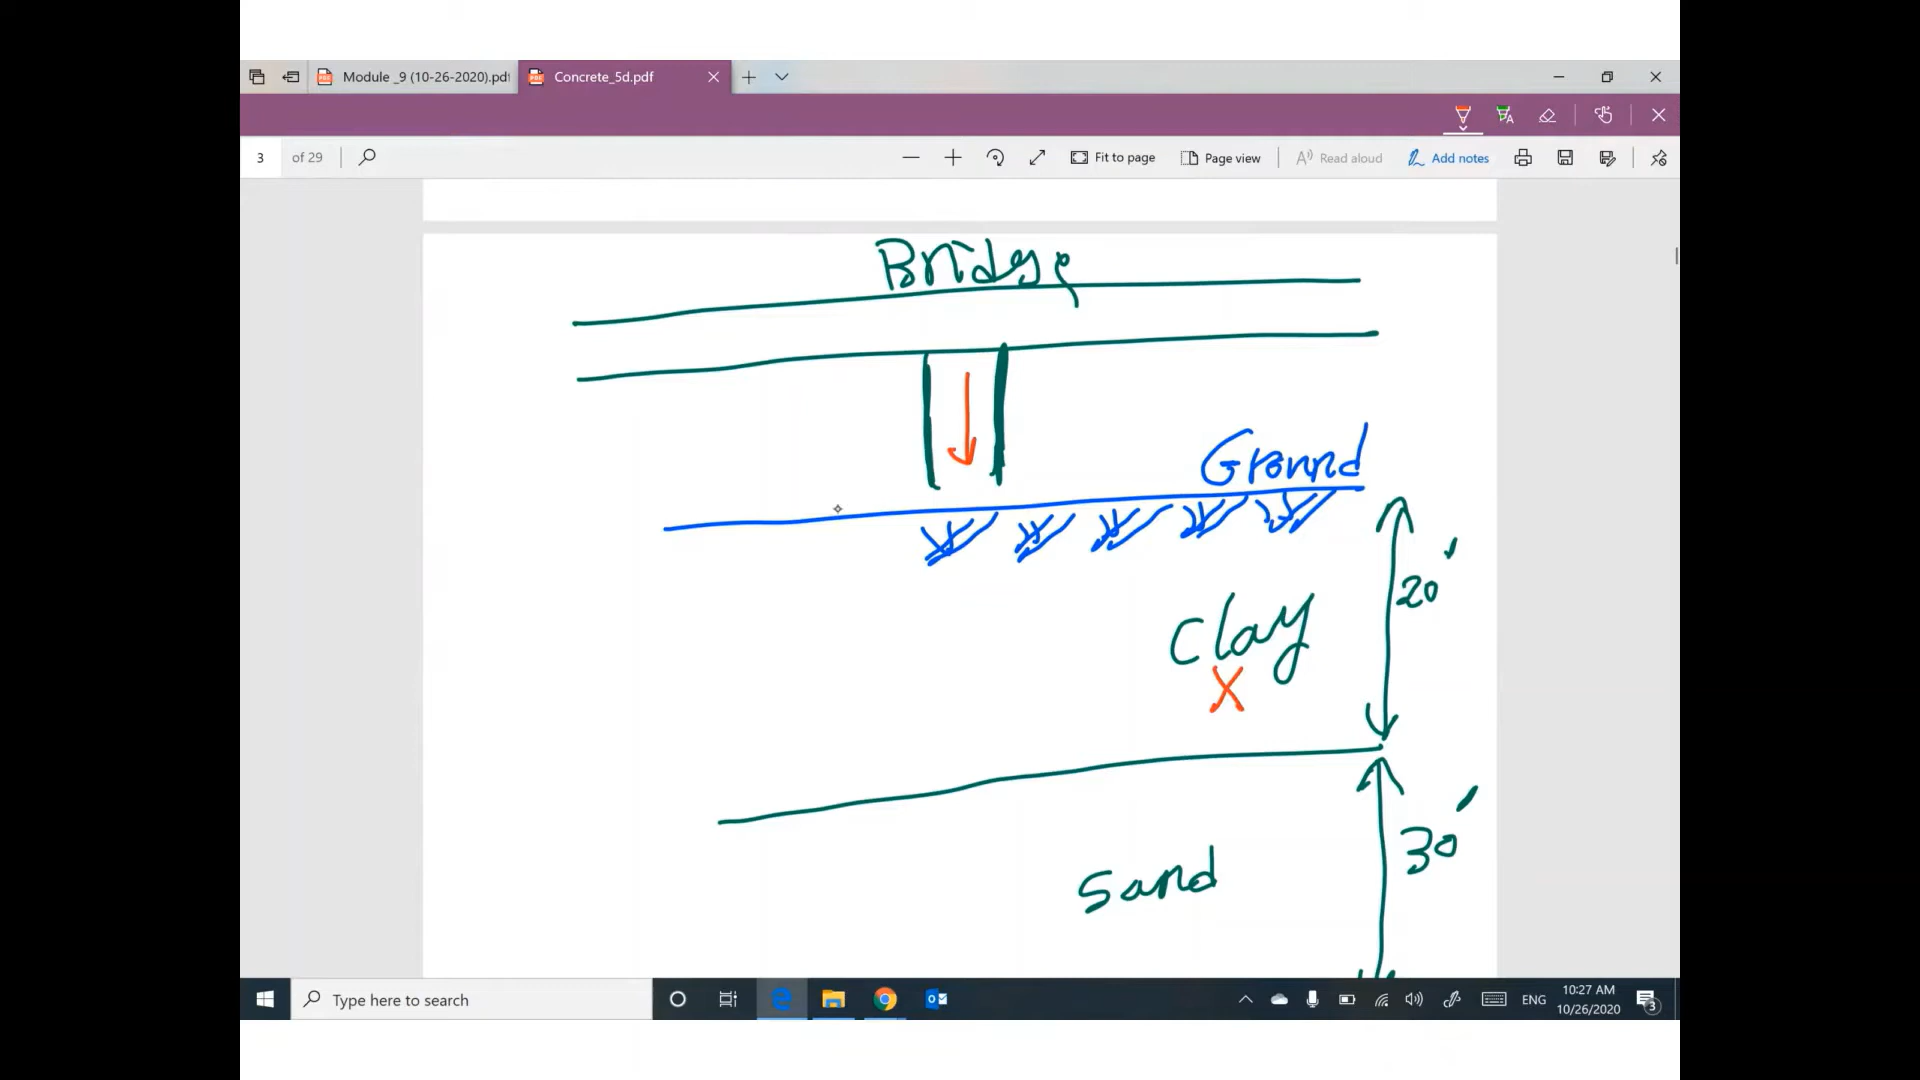 Module _9 (10-26-2020).pdf
Concrete_5d.pdf
3 of 29
Fit to page
Page view
Read aloud
Add notes
Bridge
Ground
20'
Clay
X
30'
Sand
Type here to search
ENG
10:27 AM
10/26/2020
3